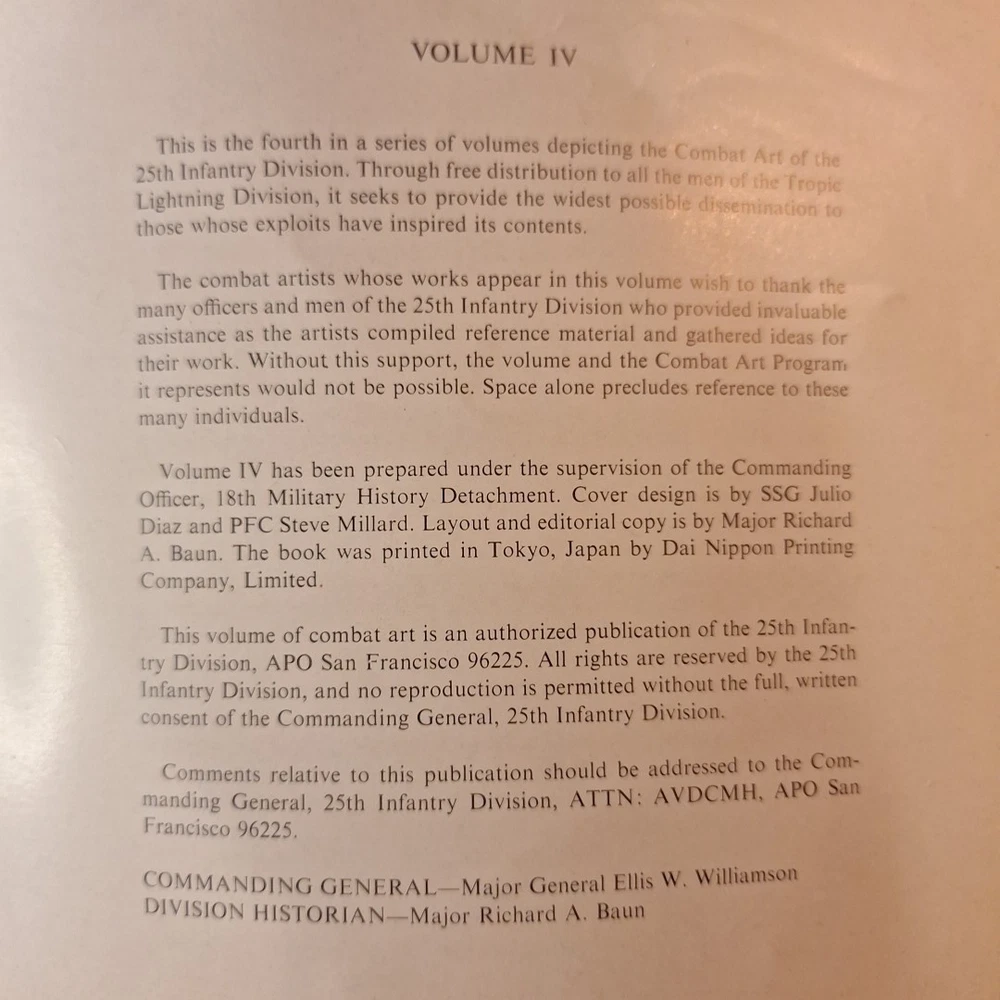 VOLUME IV
This is the fourth in a series of volumes depicting the Combat Art of the
25th Infantry Division. Through free distribution to all the men of the Tropic
Lightning Division, it seeks to provide the widest possible dissemination to
those whose exploits have inspired its contents.
The combat artists whose works appear in this volume wish to thank the
many officers and men of the 25th Infantry Division who provided invaluable
assistance as the artists compiled reference material and gathered ideas for
their work. Without this support, the volume and the Combat Art Program
it represents would not be possible. Space alone precludes reference to these
many individuals.
Volume IV has been prepared under the supervision of the Commanding
Officer, 18th Military History Detachment. Cover design is by SSG Julio
Diaz and PFC Steve Millard. Layout and editorial copy is by Major Richard
A. Baun. The book was printed in Tokyo, Japan by Dai Nippon Printing
Company, Limited.
This volume of combat art is an authorized publication of the 25th Infan-
try Division, APO San Francisco 96225. All rights are reserved by the 25th
Infantry Division, and no reproduction is permitted without the full, written
consent of the Commanding General, 25th Infantry Division.
Comments relative to this publication should be addressed to the Com-
manding General, 25th Infantry Division, ATTN: AVDCMH, APO San
Francisco 96225.
COMMANDING GENERAL—Major General Ellis W. Williamson
DIVISION HISTORIAN—Major Richard A. Baun